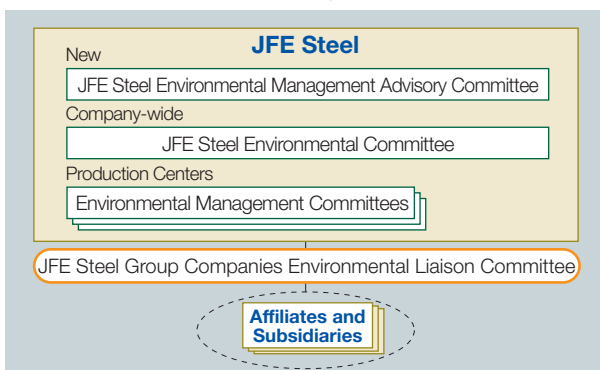 JFE Steel
New
JFE Steel Environmental Management Advisory Committee
Company-wide
JFE Steel Environmental Committee
Production Centers
Environmental Management Committees
JFE Steel Group Companies Environmental Liaison Committee
Affiliates and
Subsidiaries